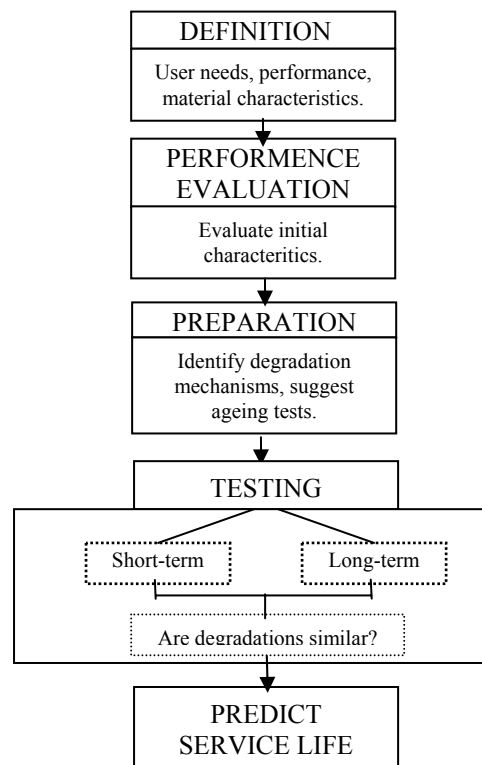 DEFINITION
User needs, performance,
material characteristics.
PERFORMENCE
EVALUATION
Evaluate initial
characteritics.
PREPARATION
Identify degradation
mechanisms, suggest
ageing tests.
TESTING
Short-term
Long-term
Are degradations similar?
PREDICT
SERVICE LIFE